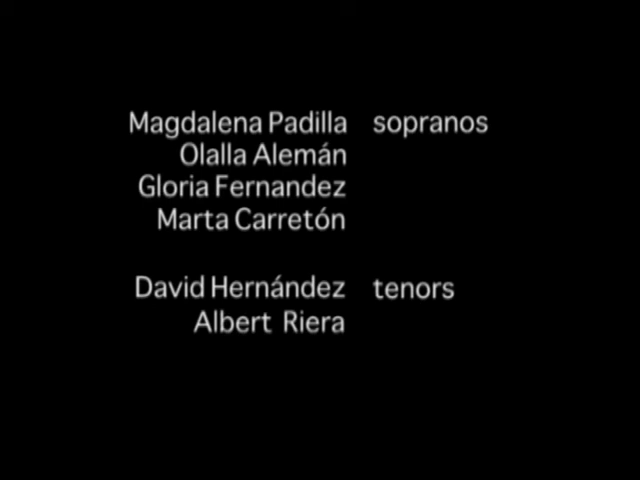 Magdalena Padilla sopranos
Olalla Alemán
Gloria Fernandez
Marta Carretón
David Hernández tenors
Albert Riera